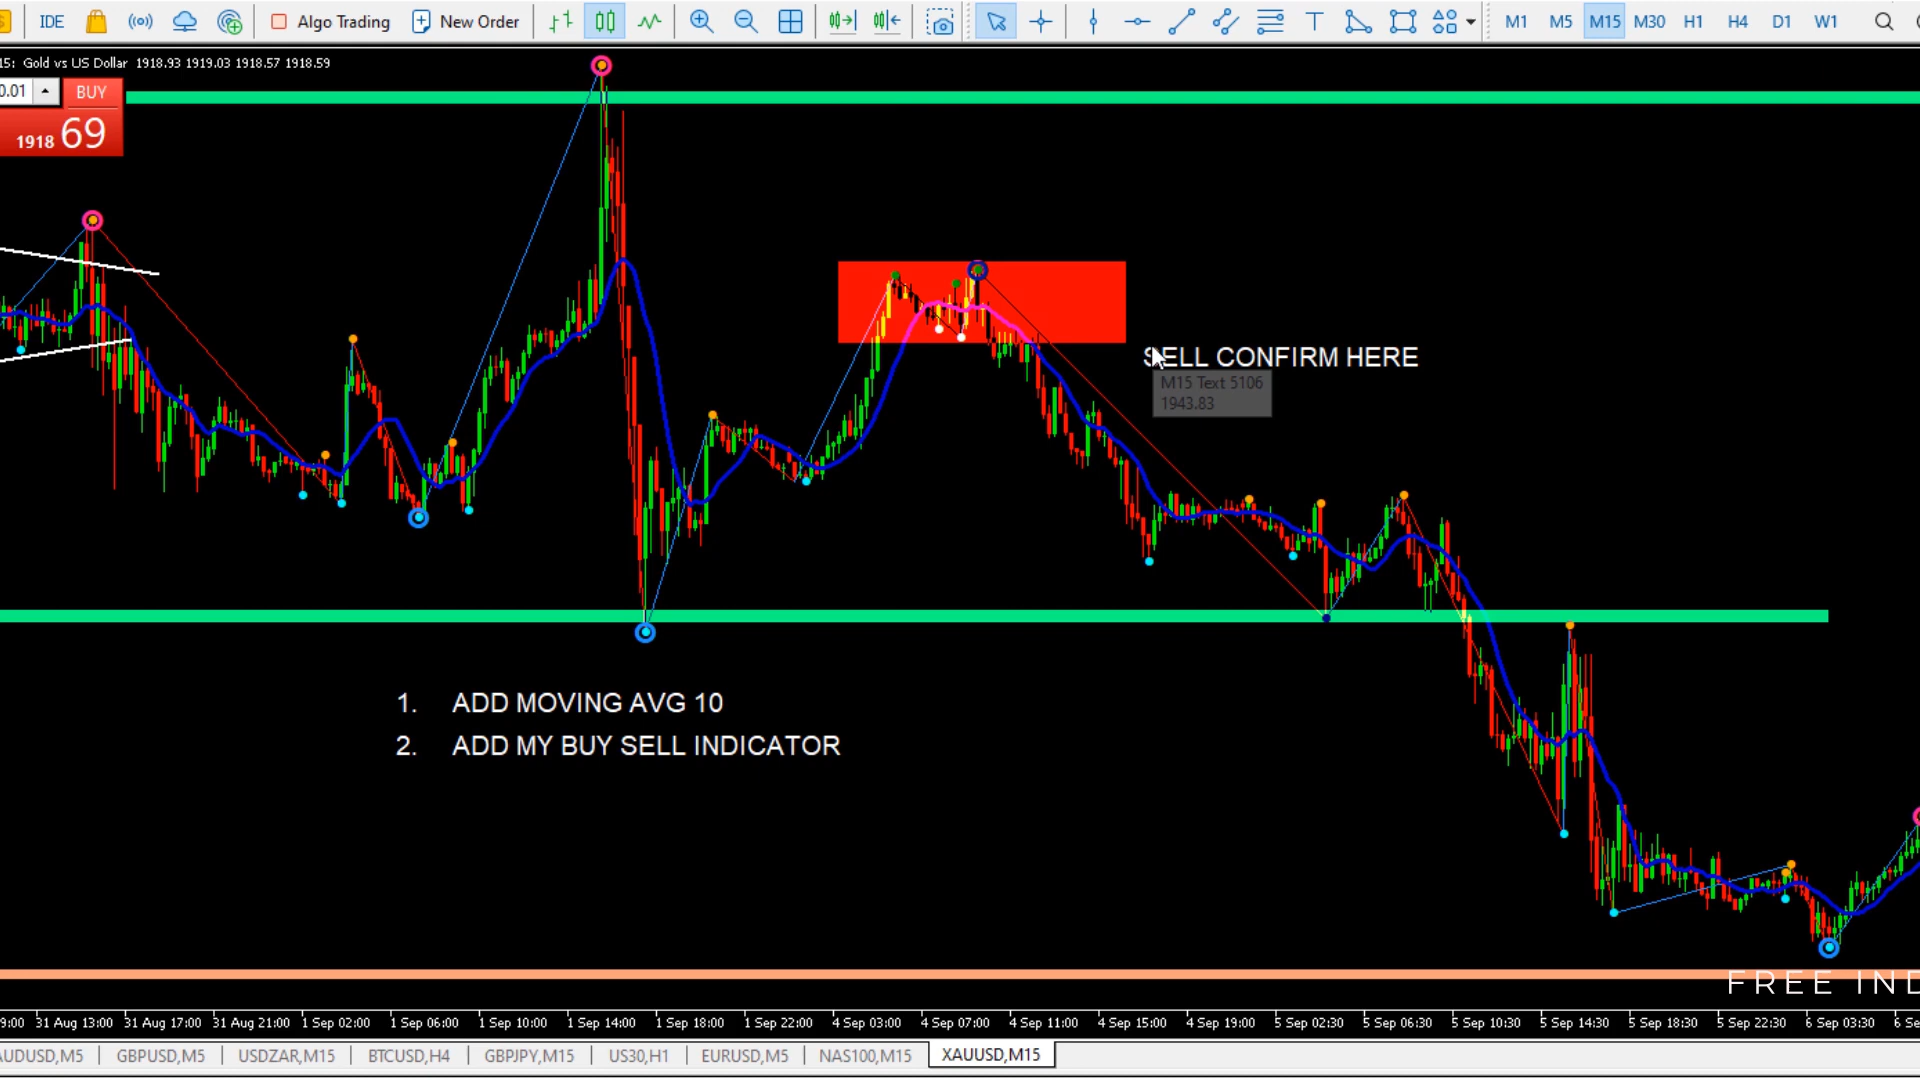 IDE Algo Trading New Order T M1 M5 M15 M30 H1 H4 D1 W1
15: Gold vs US Dollar 1918.93 1919.03 1918.57 1918.59
0.01 BUY
1918 69
SELL CONFIRM HERE
M15 Text 5106
1943.83
1. ADD MOVING AVG 10
2. ADD MY BUY SELL INDICATOR
FREE IND
9:00 31 Aug 13:00 31 Aug 17:00 31 Aug 21:00 1 Sep 02:00 1 Sep 06:00 1 Sep 10:00 1 Sep 14:00 1 Sep 18:00 1 Sep 22:00 4 Sep 03:00 4 Sep 07:00 4 Sep 11:00 4 Sep 15:00 4 Sep 19:00 5 Sep 02:30 5 Sep 06:30 5 Sep 10:30 5 Sep 14:30 5 Sep 18:30 5 Sep 22:30 6 Sep 03:30 6 Se
AUDUSD,M5 GBPUSD,M5 USDZAR,M15 BTCUSD,H4 GBPJPY,M15 US30,H1 EURUSD,M5 NAS100,M15 XAUUSD,M15